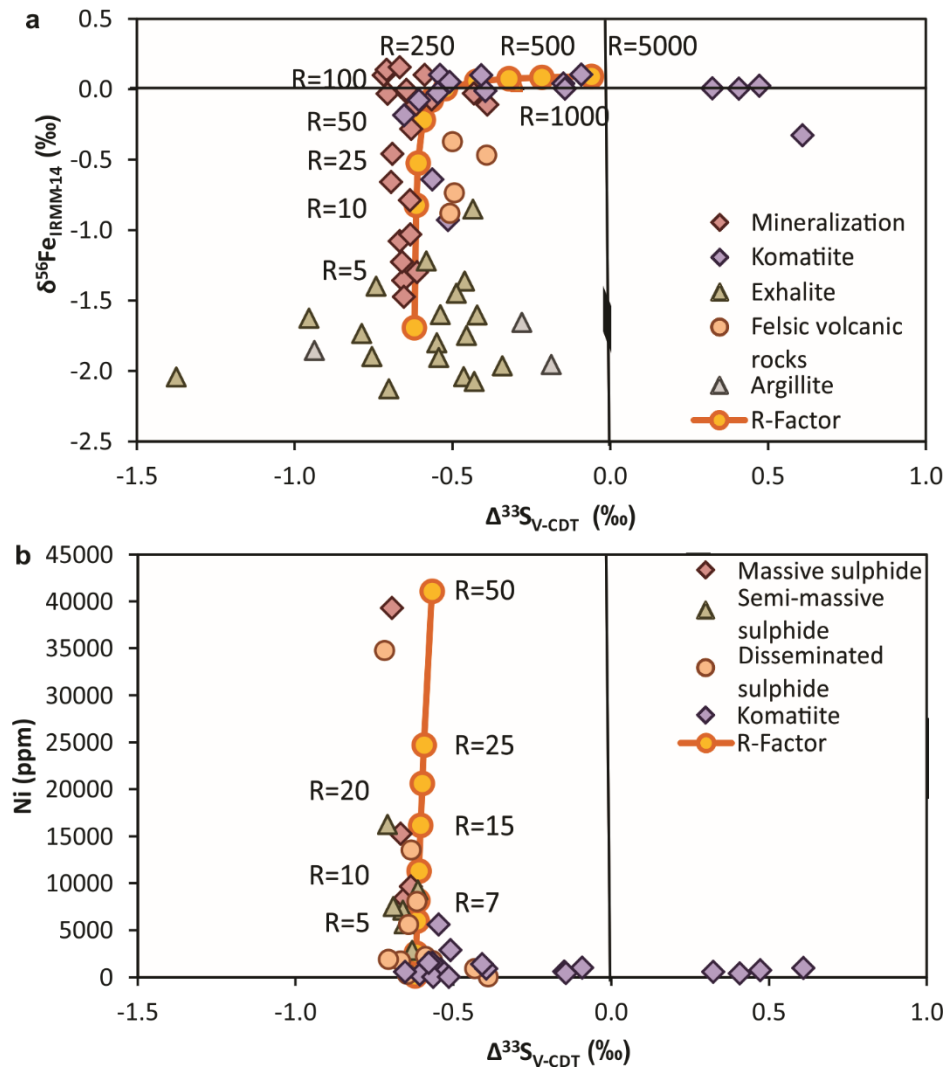 a
0.5
0.0
-0.5
-1.0
-1.5
-2.0
-2.5
δ⁵⁶Fe_IRMM-14 (‰)
R=250
R=500
R=5000
R=100
R=1000
R=50
R=25
R=10
R=5
Mineralization
Komatiite
Exhalite
Felsic volcanic
rocks
Argillite
R-Factor
-1.5
-1.0
-0.5
0.0
0.5
1.0
Δ³³S_V-CDT (‰)
b
45000
40000
35000
30000
25000
20000
15000
10000
5000
0
Ni (ppm)
R=50
R=25
R=20
R=15
R=10
R=7
R=5
Massive sulphide
Semi-massive
sulphide
Disseminated
sulphide
Komatiite
R-Factor
-1.5
-1.0
-0.5
0.0
0.5
1.0
Δ³³S_V-CDT (‰)